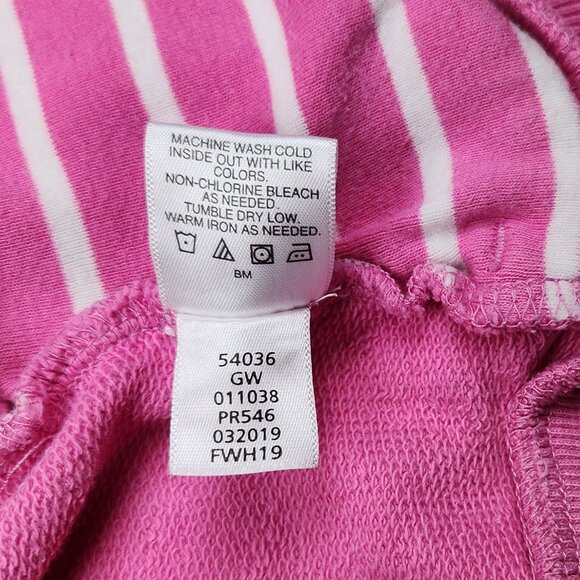 MACHINE WASH COLD
INSIDE OUT WITH LIKE
COLORS.
NON-CHLORINE BLEACH
AS NEEDED.
TUMBLE DRY LOW.
WARM IRON AS NEEDED.
BM
54036
GW
011038
PR546
032019
FWH19